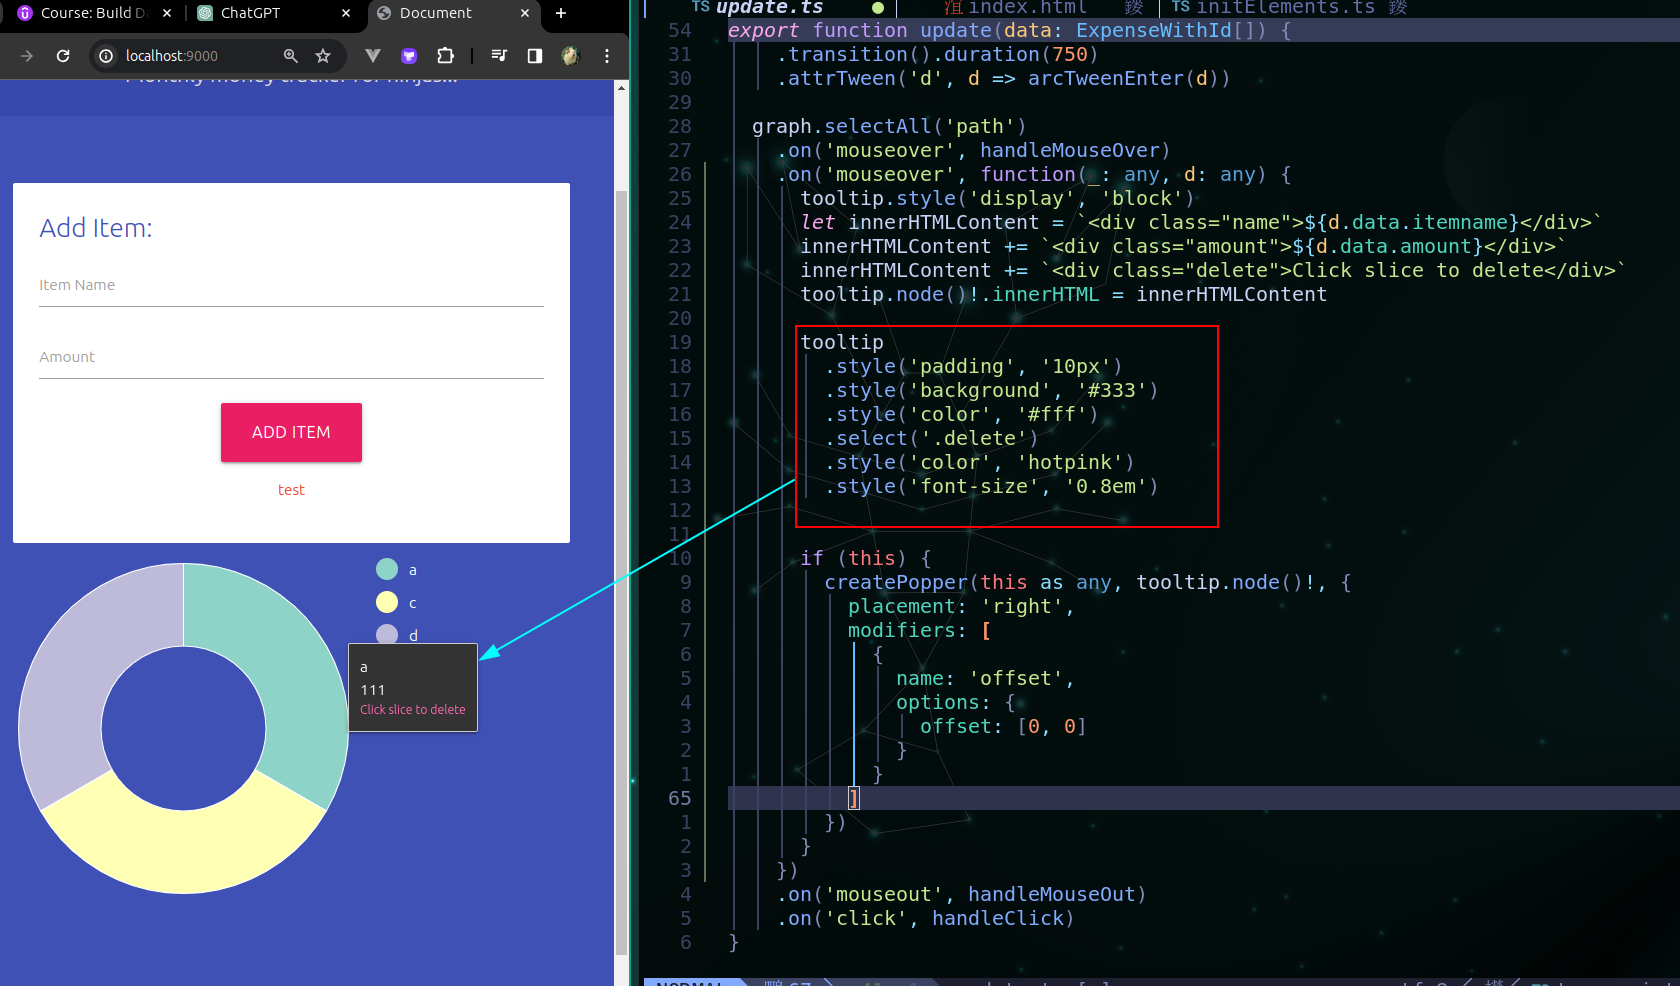 Course: Build Da
ChatGPT
Document
localhost:9000
Add Item:
Item Name
Amount
ADD ITEM
test
a
c
d
a
111
Click slice to delete
TS update.ts
index.html
TS initElements.ts
54 export function update(data: ExpenseWithId[]) {
31 .transition().duration(750)
30 .attrTween('d', d => arcTweenEnter(d))
29
28 graph.selectAll('path')
27 .on('mouseover', handleMouseOver)
26 .on('mouseover', function(_: any, d: any) {
25 tooltip.style('display', 'block')
24 let innerHTMLContent = `<div class="name">${d.data.itemname}</div>`
23 innerHTMLContent += `<div class="amount">${d.data.amount}</div>`
22 innerHTMLContent += `<div class="delete">Click slice to delete</div>`
21 tooltip.node()!.innerHTML = innerHTMLContent
20
19 tooltip
18 .style('padding', '10px')
17 .style('background', '#333')
16 .style('color', '#fff')
15 .select('.delete')
14 .style('color', 'hotpink')
13 .style('font-size', '0.8em')
12
11
10 if (this) {
9 createPopper(this as any, tooltip.node()!, {
8 placement: 'right',
7 modifiers: [
6 {
5 name: 'offset',
4 options: {
3 offset: [0, 0]
2 }
1 }
65 ]
1 })
2 }
3 })
4 .on('mouseout', handleMouseOut)
5 .on('click', handleClick)
6 }